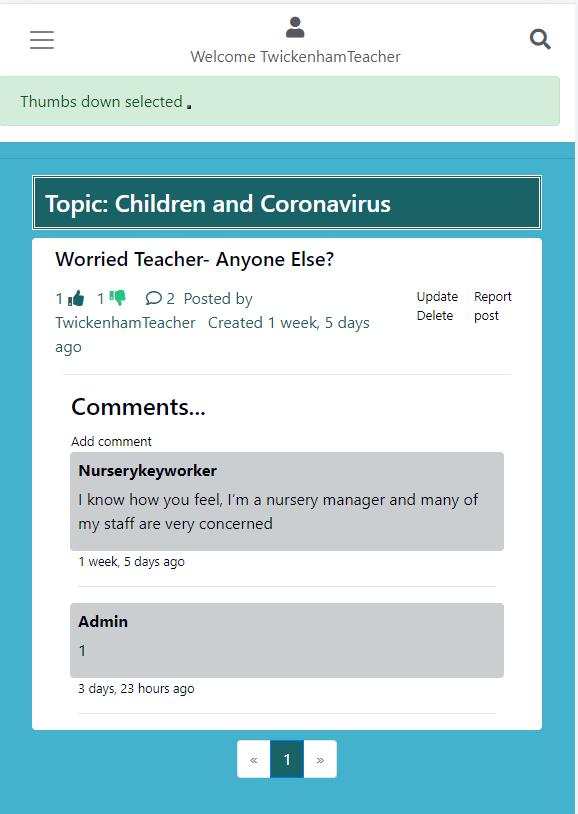 Welcome TwickenhamTeacher
Thumbs down selected .
Topic: Children and Coronavirus
Worried Teacher- Anyone Else?
1 1 2 Posted by
TwickenhamTeacher Created 1 week, 5 days
ago
Update
Delete
Report
post
Comments...
Add comment
Nurserykeyworker
I know how you feel, I'm a nursery manager and many of
my staff are very concerned
1 week, 5 days ago
Admin
1
3 days, 23 hours ago
« 1 »